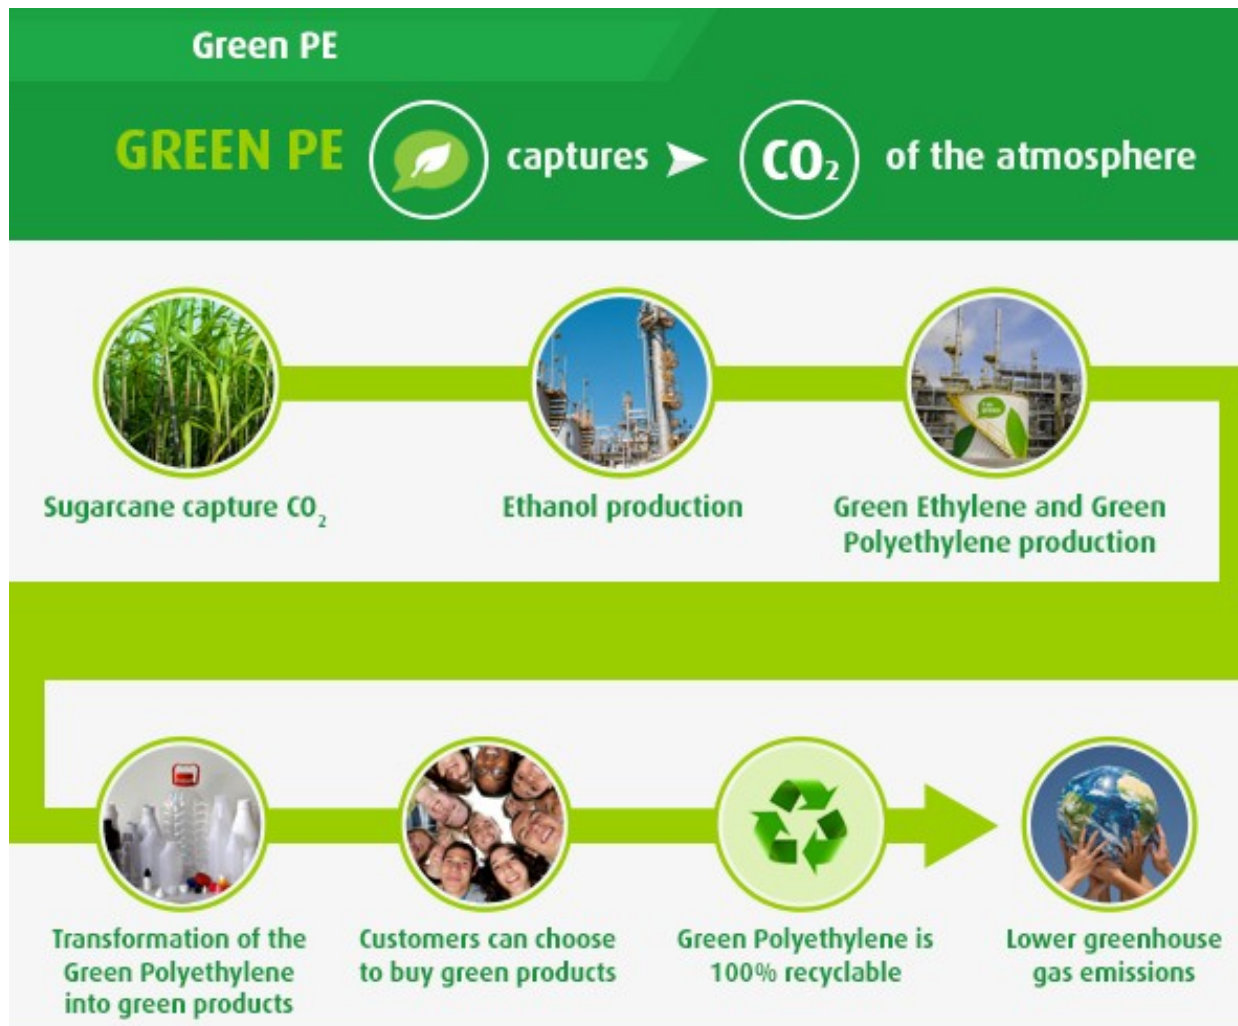 Green PE
GREEN PE captures CO₂ of the atmosphere
Sugarcane capture CO₂
Ethanol production
Green Ethylene and Green
Polyethylene production
Transformation of the
Green Polyethylene
into green products
Customers can choose
to buy green products
Green Polyethylene is
100% recyclable
Lower greenhouse
gas emissions